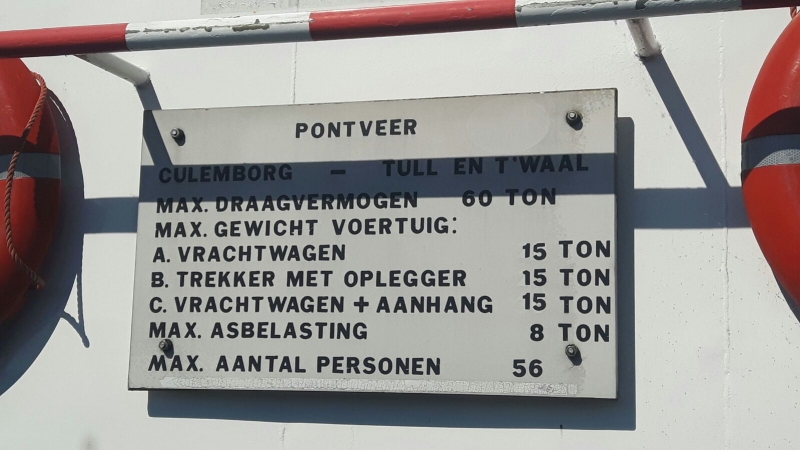 PONTVEER
CULEMBORG – TULL EN T'WAAL
MAX. DRAAGVERMOGEN 60 TON
MAX. GEWICHT VOERTUIG:
A. VRACHTWAGEN 15 TON
B. TREKKER MET OPLEGGER 15 TON
C. VRACHTWAGEN + AANHANG 15 TON
MAX. ASBELASTING 8 TON
MAX. AANTAL PERSONEN 56